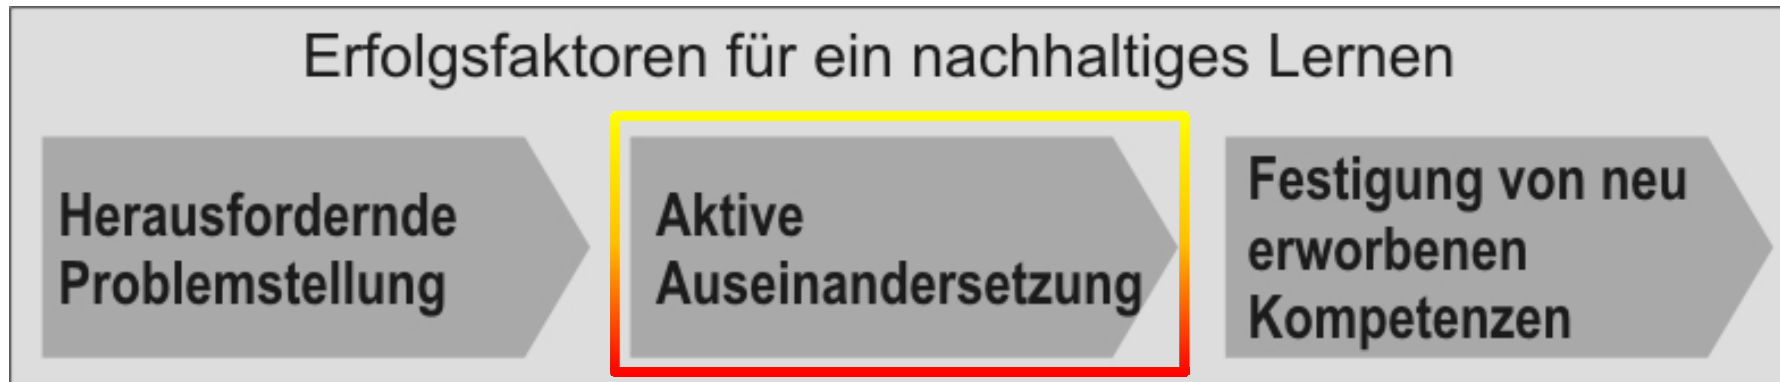 Erfolgsfaktoren für ein nachhaltiges Lernen
Herausfordernde
Problemstellung
Aktive
Auseinandersetzung
Festigung von neu
erworbenen
Kompetenzen